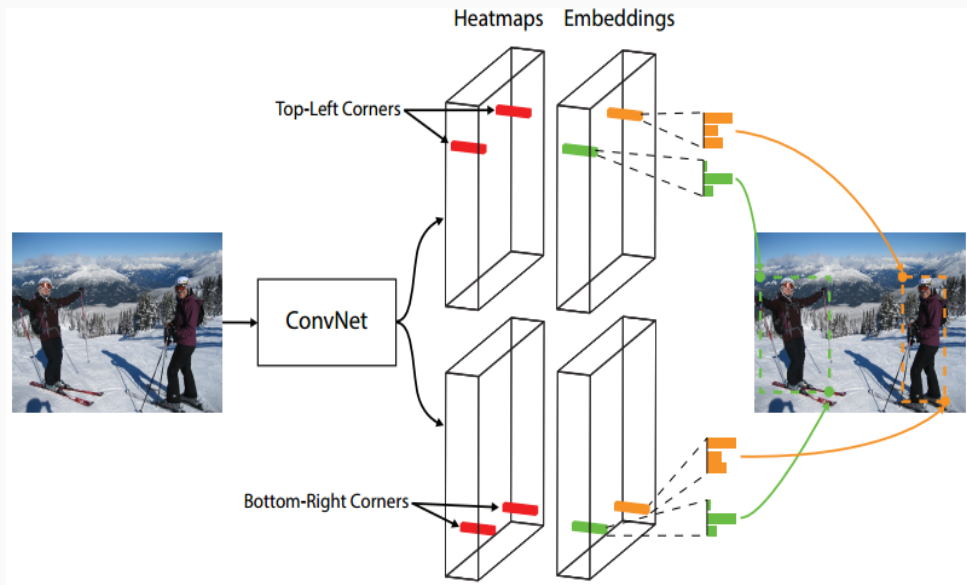 Heatmaps Embeddings
Top-Left Corners
ConvNet
Bottom-Right Corners